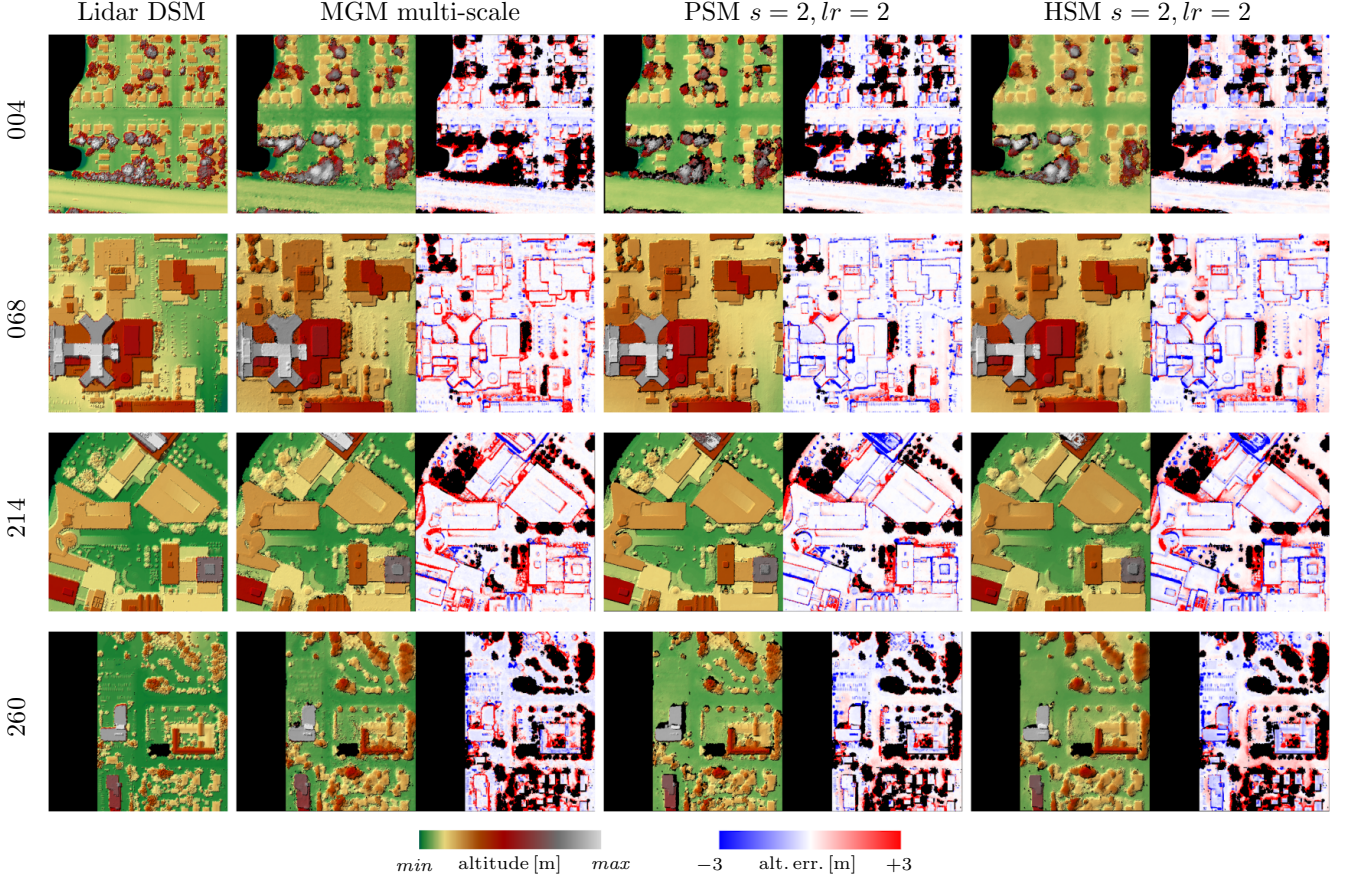 Lidar DSM MGM multi-scale PSM s = 2, lr = 2 HSM s = 2, lr = 2
004
068
214
260
min altitude [m] max −3 alt. err. [m] +3